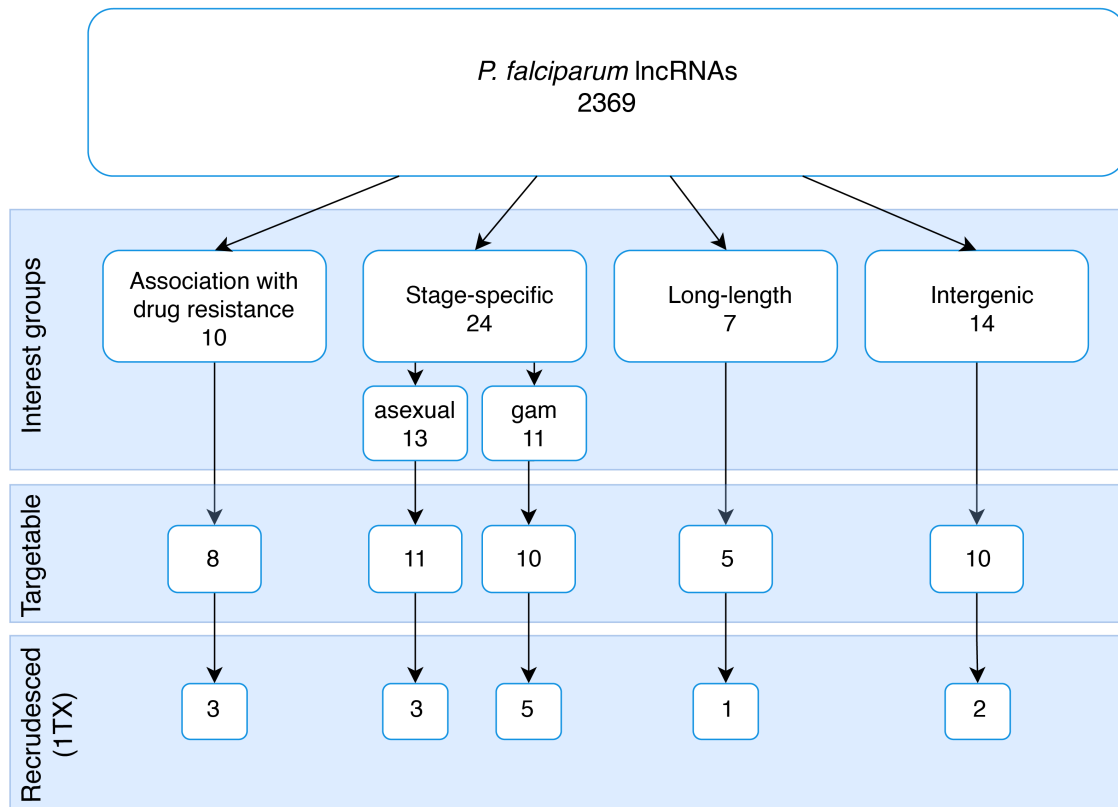 P. falciparum lncRNAs
2369
Interest groups
Association with
drug resistance
10
Stage-specific
24
Long-length
7
Intergenic
14
asexual
13
gam
11
Targetable
8
11
10
5
10
Recrudesced
(1TX)
3
3
5
1
2